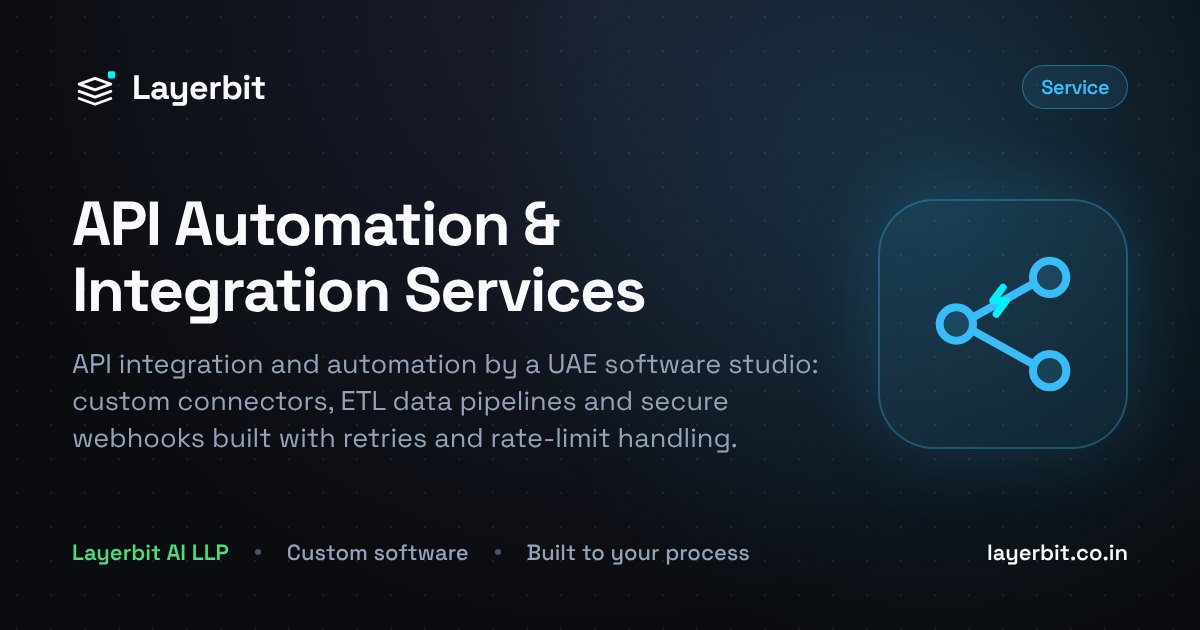 Layerbit
Service
API Automation &
Integration Services
API integration and automation by a UAE software studio:
custom connectors, ETL data pipelines and secure
webhooks built with retries and rate-limit handling.
Layerbit AI LLP • Custom software • Built to your process
layerbit.co.in